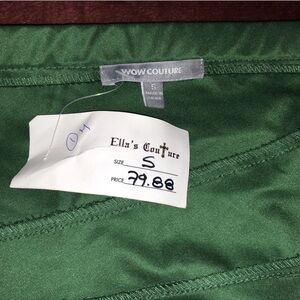 WOW COUTURE
S
Ella's Couture
SIZE S
PRICE 79.88